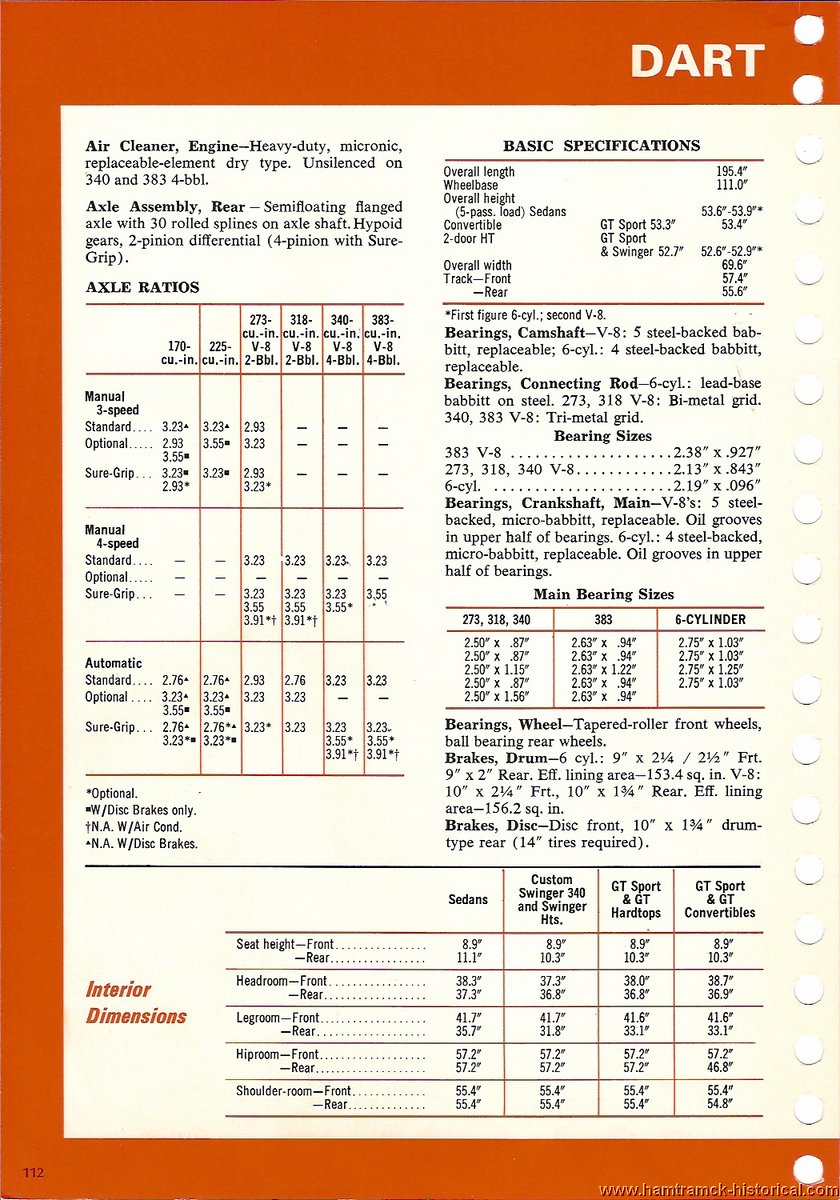 DART
Air Cleaner, Engine—Heavy-duty, micronic,
replaceable-element dry type. Unsilenced on
340 and 383 4-bbl.
Axle Assembly, Rear — Semifloating flanged
axle with 30 rolled splines on axle shaft. Hypoid
gears, 2-pinion differential (4-pinion with Sure-
Grip).
AXLE RATIOS
273- 318- 340- 383-
cu.-in. cu.-in. cu.-in. cu.-in.
170- 225- V-8 V-8 V-8 V-8
cu.-in. cu.-in. 2-Bbl. 2-Bbl. 4-Bbl. 4-Bbl.
Manual
3-speed
Standard.... 3.23▲ 3.23▲ 2.93 — — —
Optional..... 2.93 3.55■ 3.23 — — —
3.55■
Sure-Grip... 3.23■ 3.23■ 2.93 — — —
2.93* 3.23*
Manual
4-speed
Standard.... — — 3.23 3.23 3.23 3.23
Optional..... — — — — — —
Sure-Grip... — — 3.23 3.23 3.23 3.55
3.55 3.55 3.55*
3.91*† 3.91*†
Automatic
Standard.... 2.76▲ 2.76▲ 2.93 2.76 3.23 3.23
Optional .... 3.23▲ 3.23▲ 3.23 3.23 — —
3.55■ 3.55■
Sure-Grip... 2.76▲ 2.76*▲ 3.23* 3.23 3.23 3.23
3.23*■ 3.23*■ 3.55* 3.55*
3.91*† 3.91*†
*Optional.
■W/Disc Brakes only.
†N.A. W/Air Cond.
▲N.A. W/Disc Brakes.
BASIC SPECIFICATIONS
Overall length 195.4″
Wheelbase 111.0″
Overall height
(5-pass. load) Sedans 53.6″-53.9″*
Convertible GT Sport 53.3″ 53.4″
2-door HT GT Sport
& Swinger 52.7″ 52.6″-52.9″*
Overall width 69.6″
Track—Front 57.4″
—Rear 55.6″
*First figure 6-cyl.; second V-8.
Bearings, Camshaft—V-8: 5 steel-backed bab-
bitt, replaceable; 6-cyl.: 4 steel-backed babbitt,
replaceable.
Bearings, Connecting Rod—6-cyl.: lead-base
babbitt on steel. 273, 318 V-8: Bi-metal grid.
340, 383 V-8: Tri-metal grid.
Bearing Sizes
383 V-8 ....................2.38″ x .927″
273, 318, 340 V-8............2.13″ x .843″
6-cyl. ......................2.19″ x .096″
Bearings, Crankshaft, Main—V-8's: 5 steel-
backed, micro-babbitt, replaceable. Oil grooves
in upper half of bearings. 6-cyl.: 4 steel-backed,
micro-babbitt, replaceable. Oil grooves in upper
half of bearings.
Main Bearing Sizes
273, 318, 340 383 6-CYLINDER
2.50″ x .87″ 2.63″ x .94″ 2.75″ x 1.03″
2.50″ x .87″ 2.63″ x .94″ 2.75″ x 1.03″
2.50″ x 1.15″ 2.63″ x 1.22″ 2.75″ x 1.25″
2.50″ x .87″ 2.63″ x .94″ 2.75″ x 1.03″
2.50″ x 1.56″ 2.63″ x .94″
Bearings, Wheel—Tapered-roller front wheels,
ball bearing rear wheels.
Brakes, Drum—6 cyl.: 9″ x 2¼ / 2½″ Frt.
9″ x 2″ Rear. Eff. lining area—153.4 sq. in. V-8:
10″ x 2¼″ Frt., 10″ x 1¾″ Rear. Eff. lining
area—156.2 sq. in.
Brakes, Disc—Disc front, 10″ x 1¾″ drum-
type rear (14″ tires required).
Interior
Dimensions
Custom
Swinger 340 GT Sport GT Sport
Sedans and Swinger & GT & GT
Hts. Hardtops Convertibles
Seat height—Front................ 8.9″ 8.9″ 8.9″ 8.9″
—Rear................. 11.1″ 10.3″ 10.3″ 10.3″
Headroom—Front................. 38.3″ 37.3″ 38.0″ 38.7″
—Rear.................. 37.3″ 36.8″ 36.8″ 36.9″
Legroom—Front................... 41.7″ 41.7″ 41.6″ 41.6″
—Rear................... 35.7″ 31.8″ 33.1″ 33.1″
Hiproom—Front................... 57.2″ 57.2″ 57.2″ 57.2″
—Rear................... 57.2″ 57.2″ 57.2″ 46.8″
Shoulder-room—Front............. 55.4″ 55.4″ 55.4″ 55.4″
—Rear.............. 55.4″ 55.4″ 55.4″ 54.8″
112
www.hamtramck-historical.com